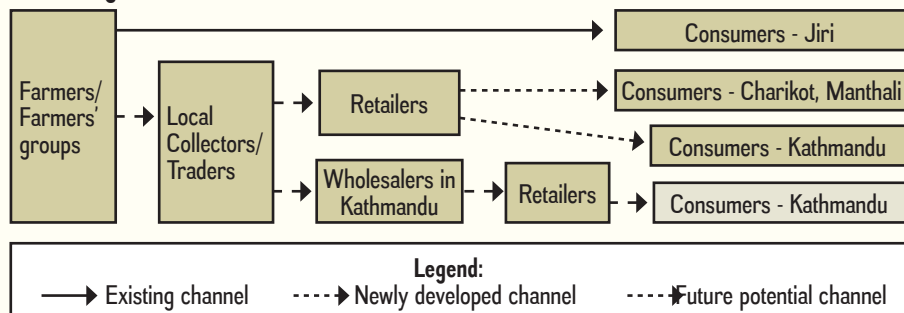 Consumers - Jiri
Farmers/
Farmers'
groups
Local
Collectors/
Traders
Retailers
Consumers - Charikot, Manthali
Consumers - Kathmandu
Wholesalers in
Kathmandu
Retailers
Consumers - Kathmandu
Legend:
Existing channel
Newly developed channel
Future potential channel